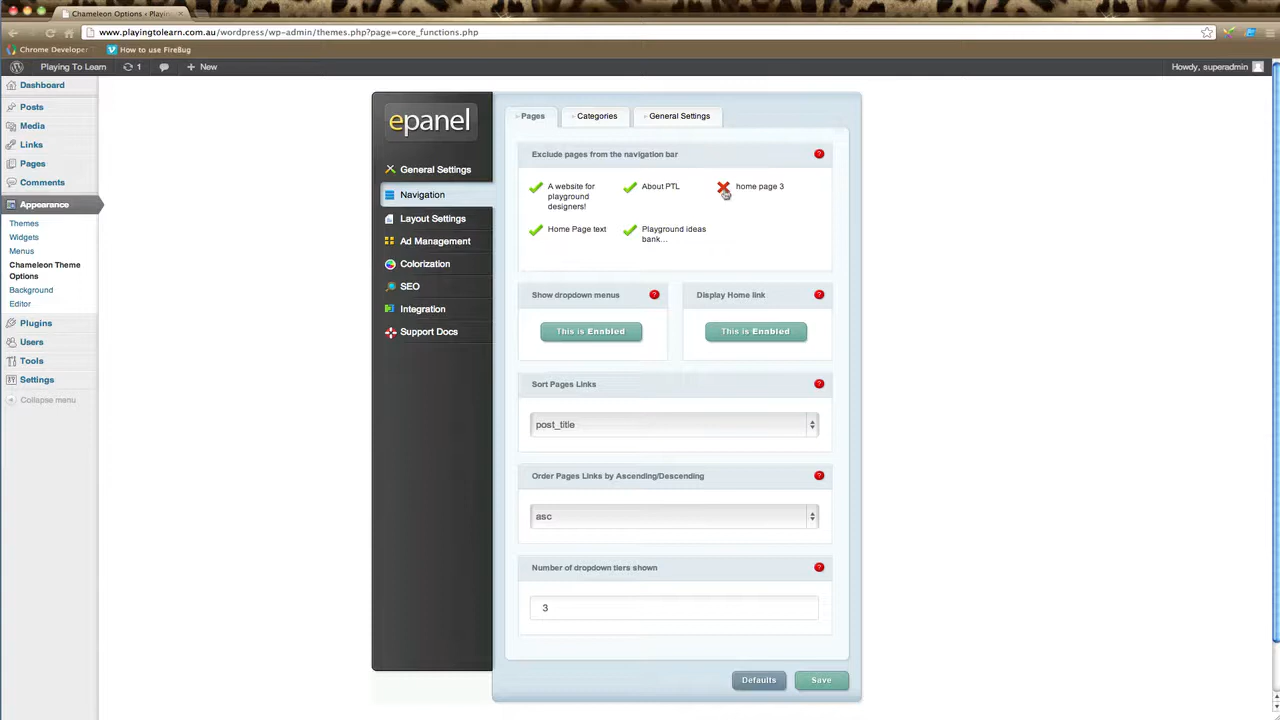 Chameleon Options ‹ Playi
www.playingtolearn.com.au/wordpress/wp-admin/themes.php?page=core_functions.php
Chrome Developer
How to use FireBug
Playing To Learn
1
+ New
Howdy, superadmin
Dashboard
Posts
Media
Links
Pages
Comments
Appearance
Themes
Widgets
Menus
Chameleon Theme
Options
Background
Editor
Plugins
Users
Tools
Settings
Collapse menu
epanel
General Settings
Navigation
Layout Settings
Ad Management
Colorization
SEO
Integration
Support Docs
Pages
Categories
General Settings
Exclude pages from the navigation bar
?
A website for
playground
designers!
About PTL
home page 3
Home Page text
Playground ideas
bank...
Show dropdown menus
?
Display Home link
?
This is Enabled
This is Enabled
Sort Pages Links
?
post_title
Order Pages Links by Ascending/Descending
?
asc
Number of dropdown tiers shown
?
3
Defaults
Save